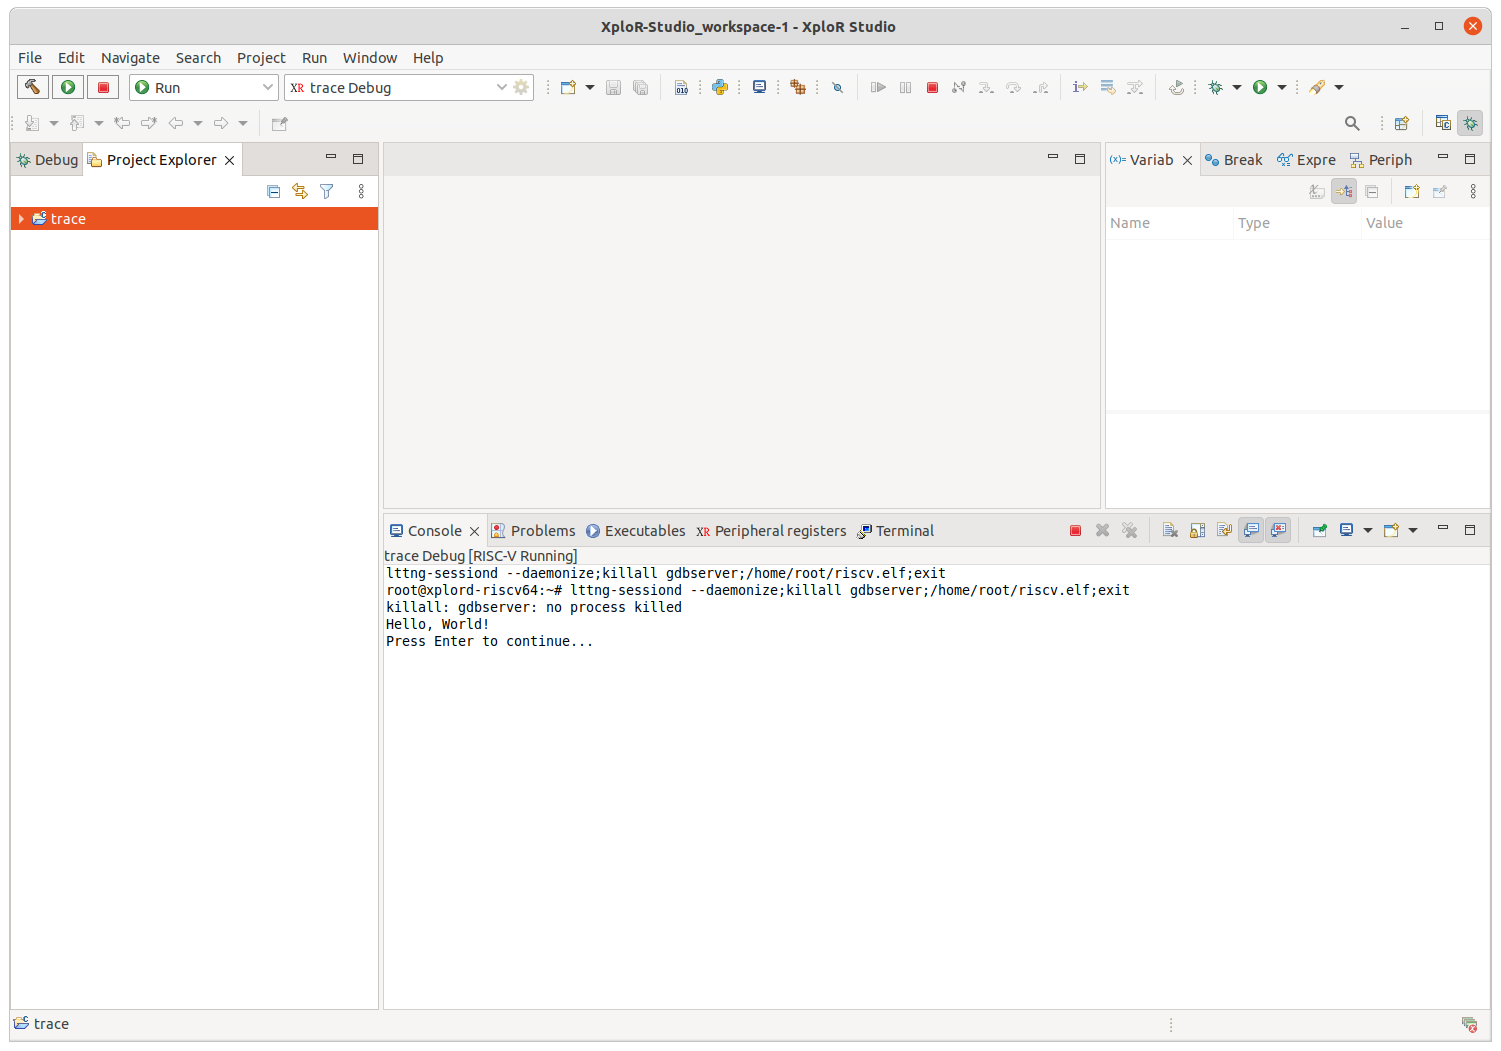 XploR-Studio_workspace-1 - XploR Studio
File Edit Navigate Search Project Run Window Help
Run
XR trace Debug
010
Debug
Project Explorer
trace
(x)= Variab
Break
Expre
Periph
Name Type Value
Console
Problems
Executables
XR Peripheral registers
Terminal
trace Debug [RISC-V Running]
lttng-sessiond --daemonize;killall gdbserver;/home/root/riscv.elf;exit
root@xplord-riscv64:~# lttng-sessiond --daemonize;killall gdbserver;/home/root/riscv.elf;exit
killall: gdbserver: no process killed
Hello, World!
Press Enter to continue...
trace